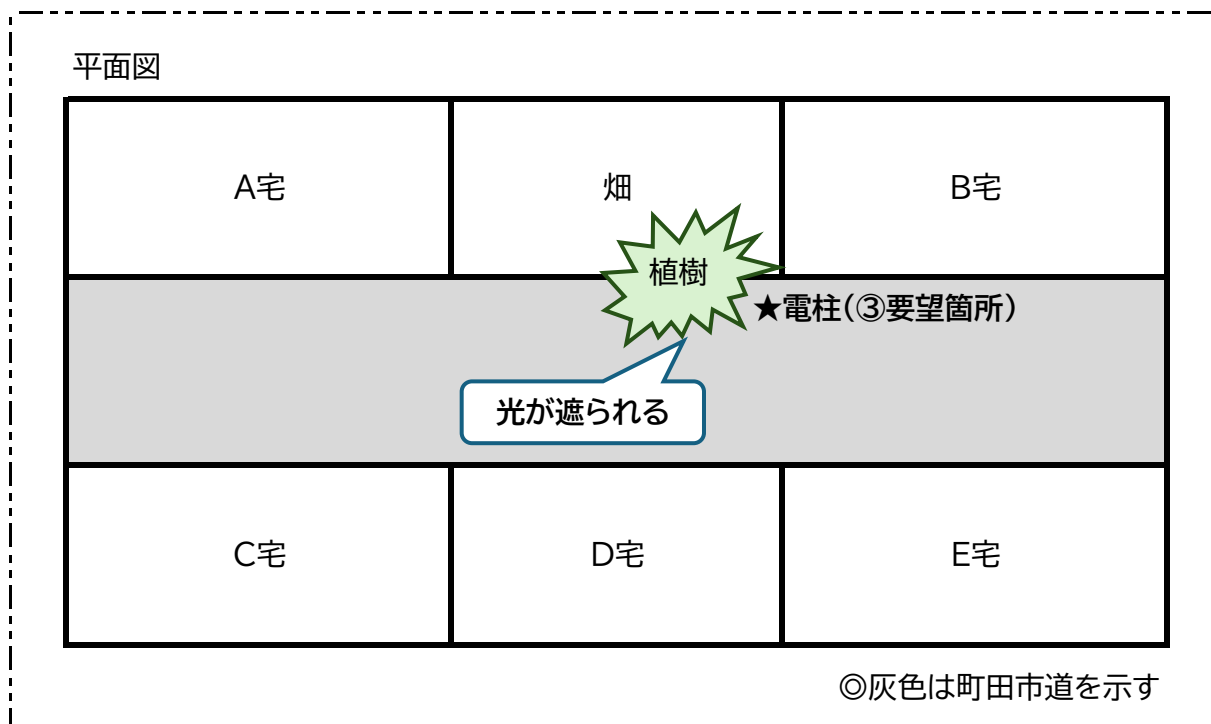 平面図
A宅
畑
B宅
植樹
★電柱(③要望箇所)
光が遮られる
C宅
D宅
E宅
◎灰色は町田市道を示す